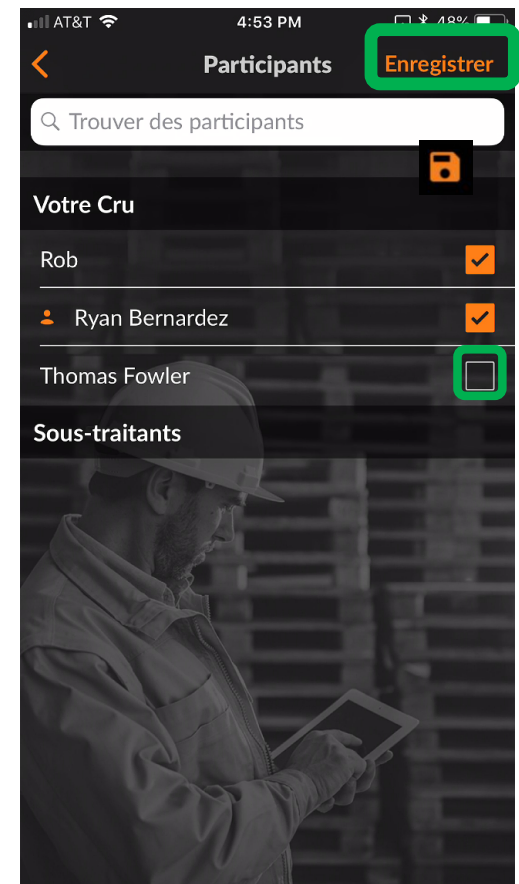 AT&T 4:53 PM 48%
Participants Enregistrer
Trouver des participants
Votre Cru
Rob
Ryan Bernardez
Thomas Fowler
Sous-traitants